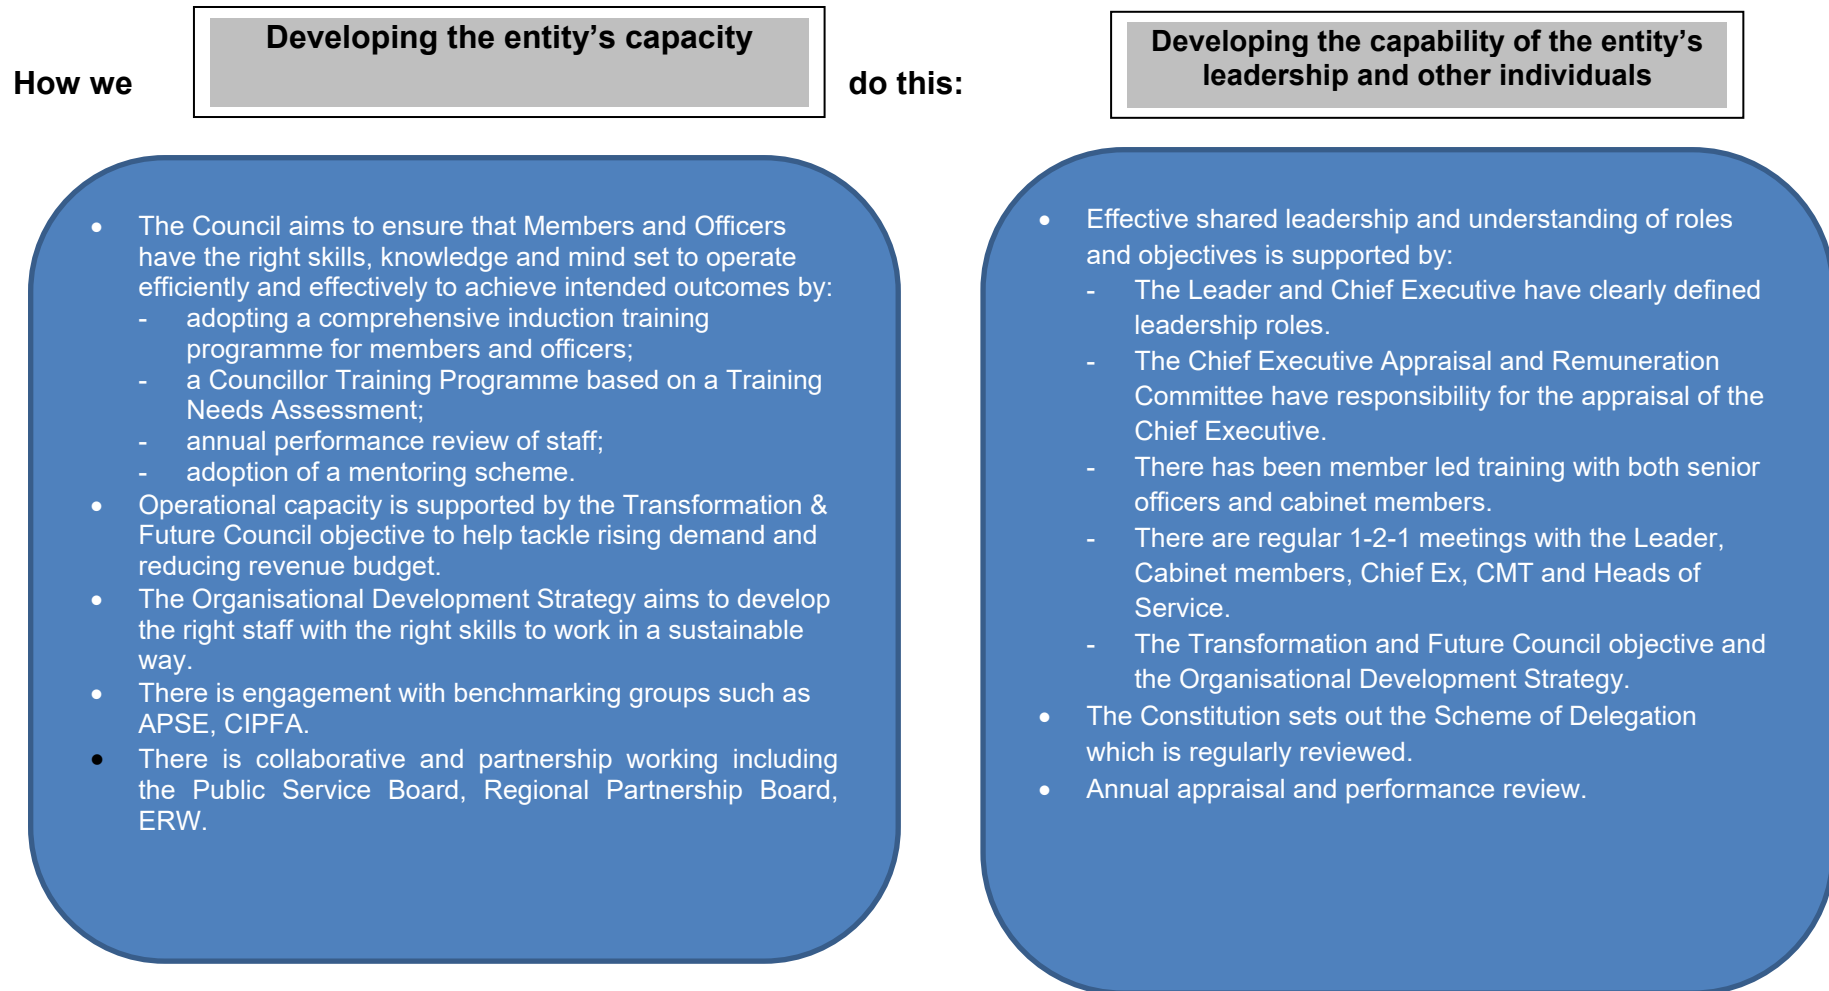 How we
Developing the entity’s capacity
do this:
Developing the capability of the entity’s
leadership and other individuals
• The Council aims to ensure that Members and Officers
have the right skills, knowledge and mind set to operate
efficiently and effectively to achieve intended outcomes by:
- adopting a comprehensive induction training
programme for members and officers;
- a Councillor Training Programme based on a Training
Needs Assessment;
- annual performance review of staff;
- adoption of a mentoring scheme.
• Operational capacity is supported by the Transformation &
Future Council objective to help tackle rising demand and
reducing revenue budget.
• The Organisational Development Strategy aims to develop
the right staff with the right skills to work in a sustainable
way.
• There is engagement with benchmarking groups such as
APSE, CIPFA.
• There is collaborative and partnership working including
the Public Service Board, Regional Partnership Board,
ERW.
• Effective shared leadership and understanding of roles
and objectives is supported by:
- The Leader and Chief Executive have clearly defined
leadership roles.
- The Chief Executive Appraisal and Remuneration
Committee have responsibility for the appraisal of the
Chief Executive.
- There has been member led training with both senior
officers and cabinet members.
- There are regular 1-2-1 meetings with the Leader,
Cabinet members, Chief Ex, CMT and Heads of
Service.
- The Transformation and Future Council objective and
the Organisational Development Strategy.
• The Constitution sets out the Scheme of Delegation
which is regularly reviewed.
• Annual appraisal and performance review.